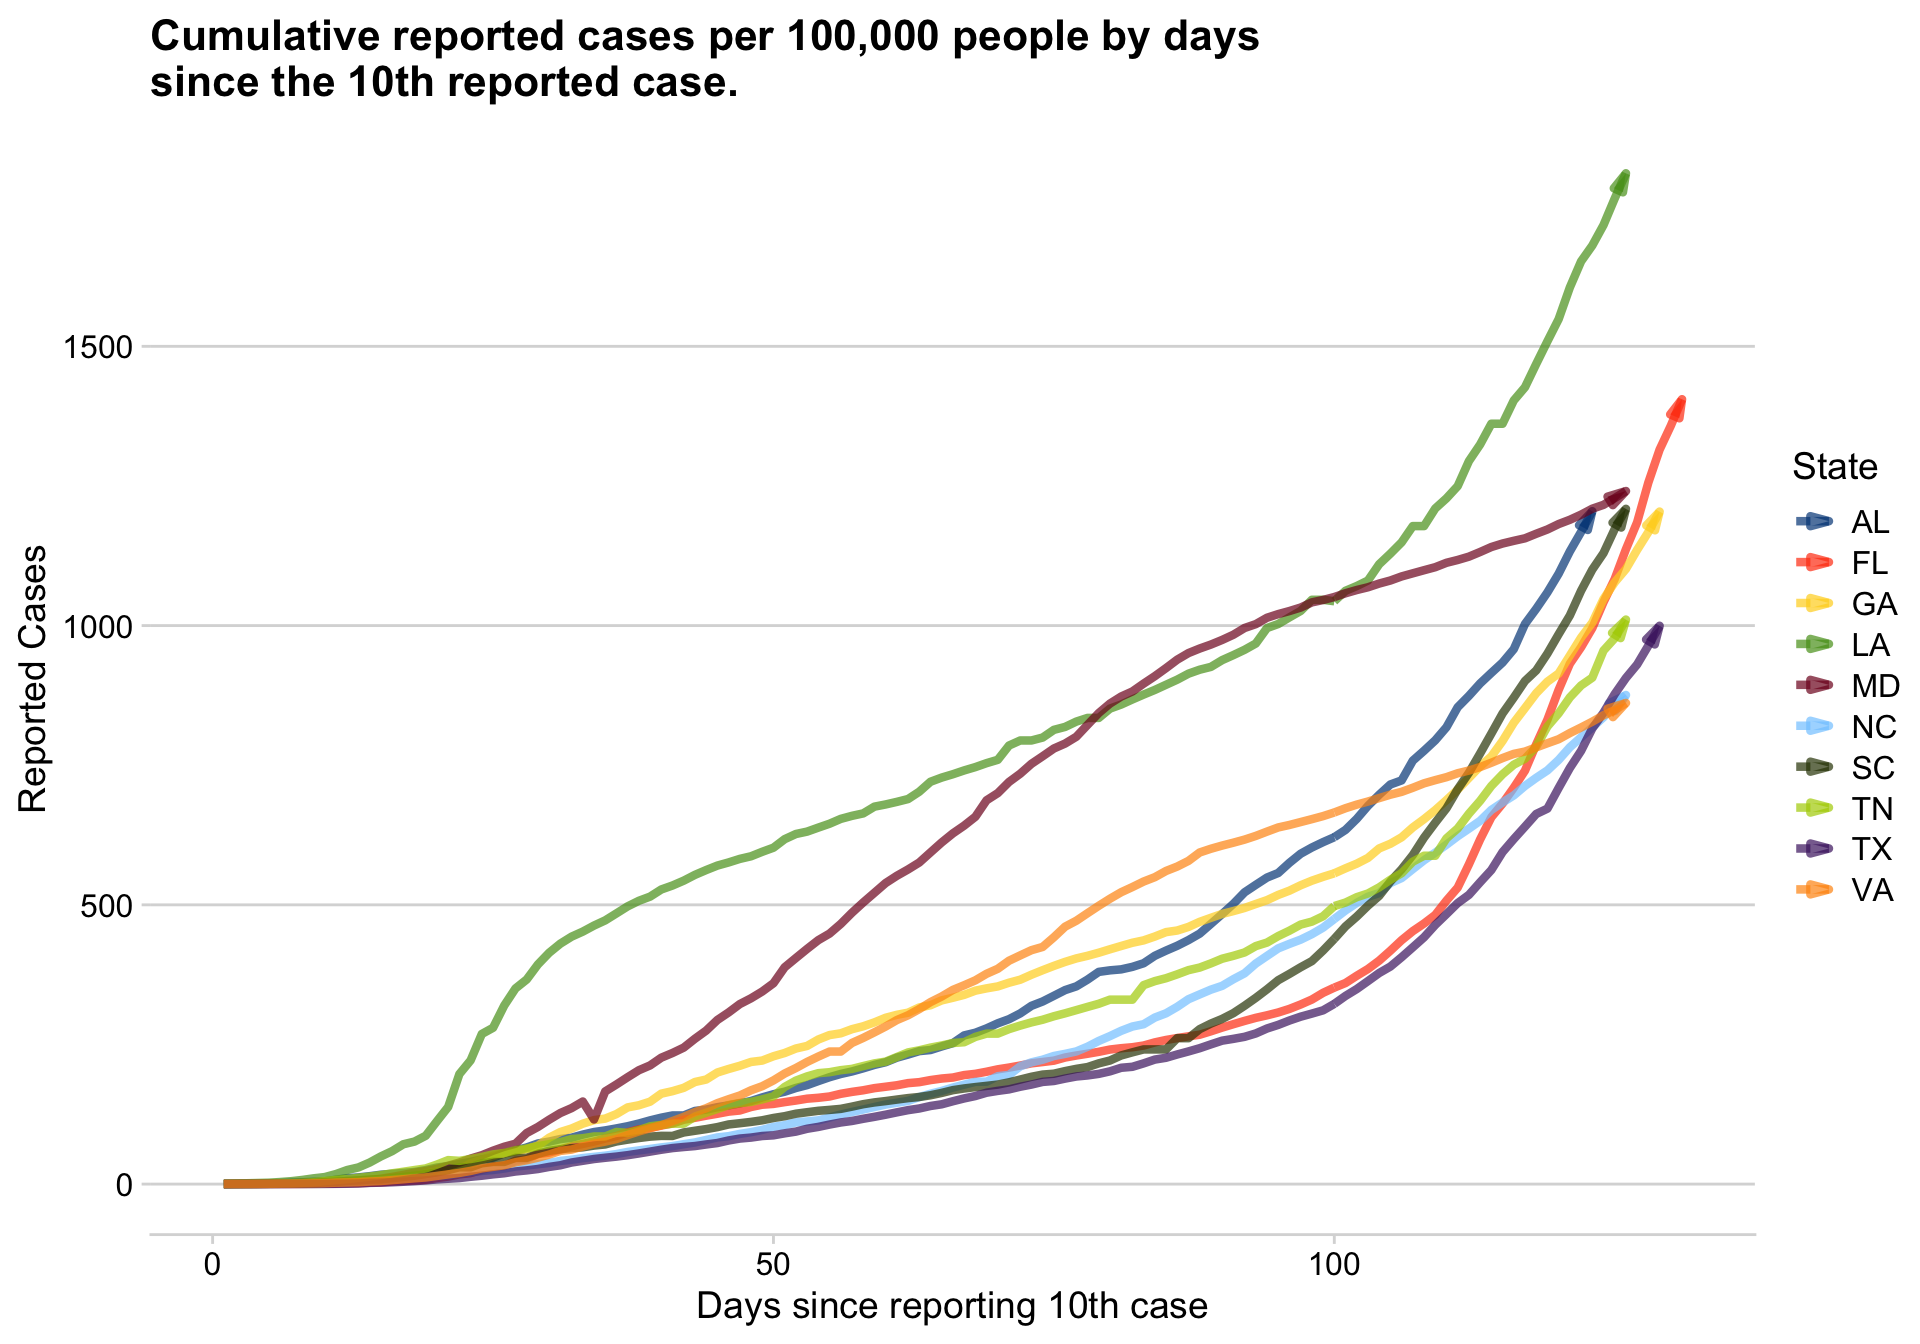 Cumulative reported cases per 100,000 people by days
since the 10th reported case.
1500
1000
500
0
Reported Cases
0
50
100
Days since reporting 10th case
State
AL
FL
GA
LA
MD
NC
SC
TN
TX
VA